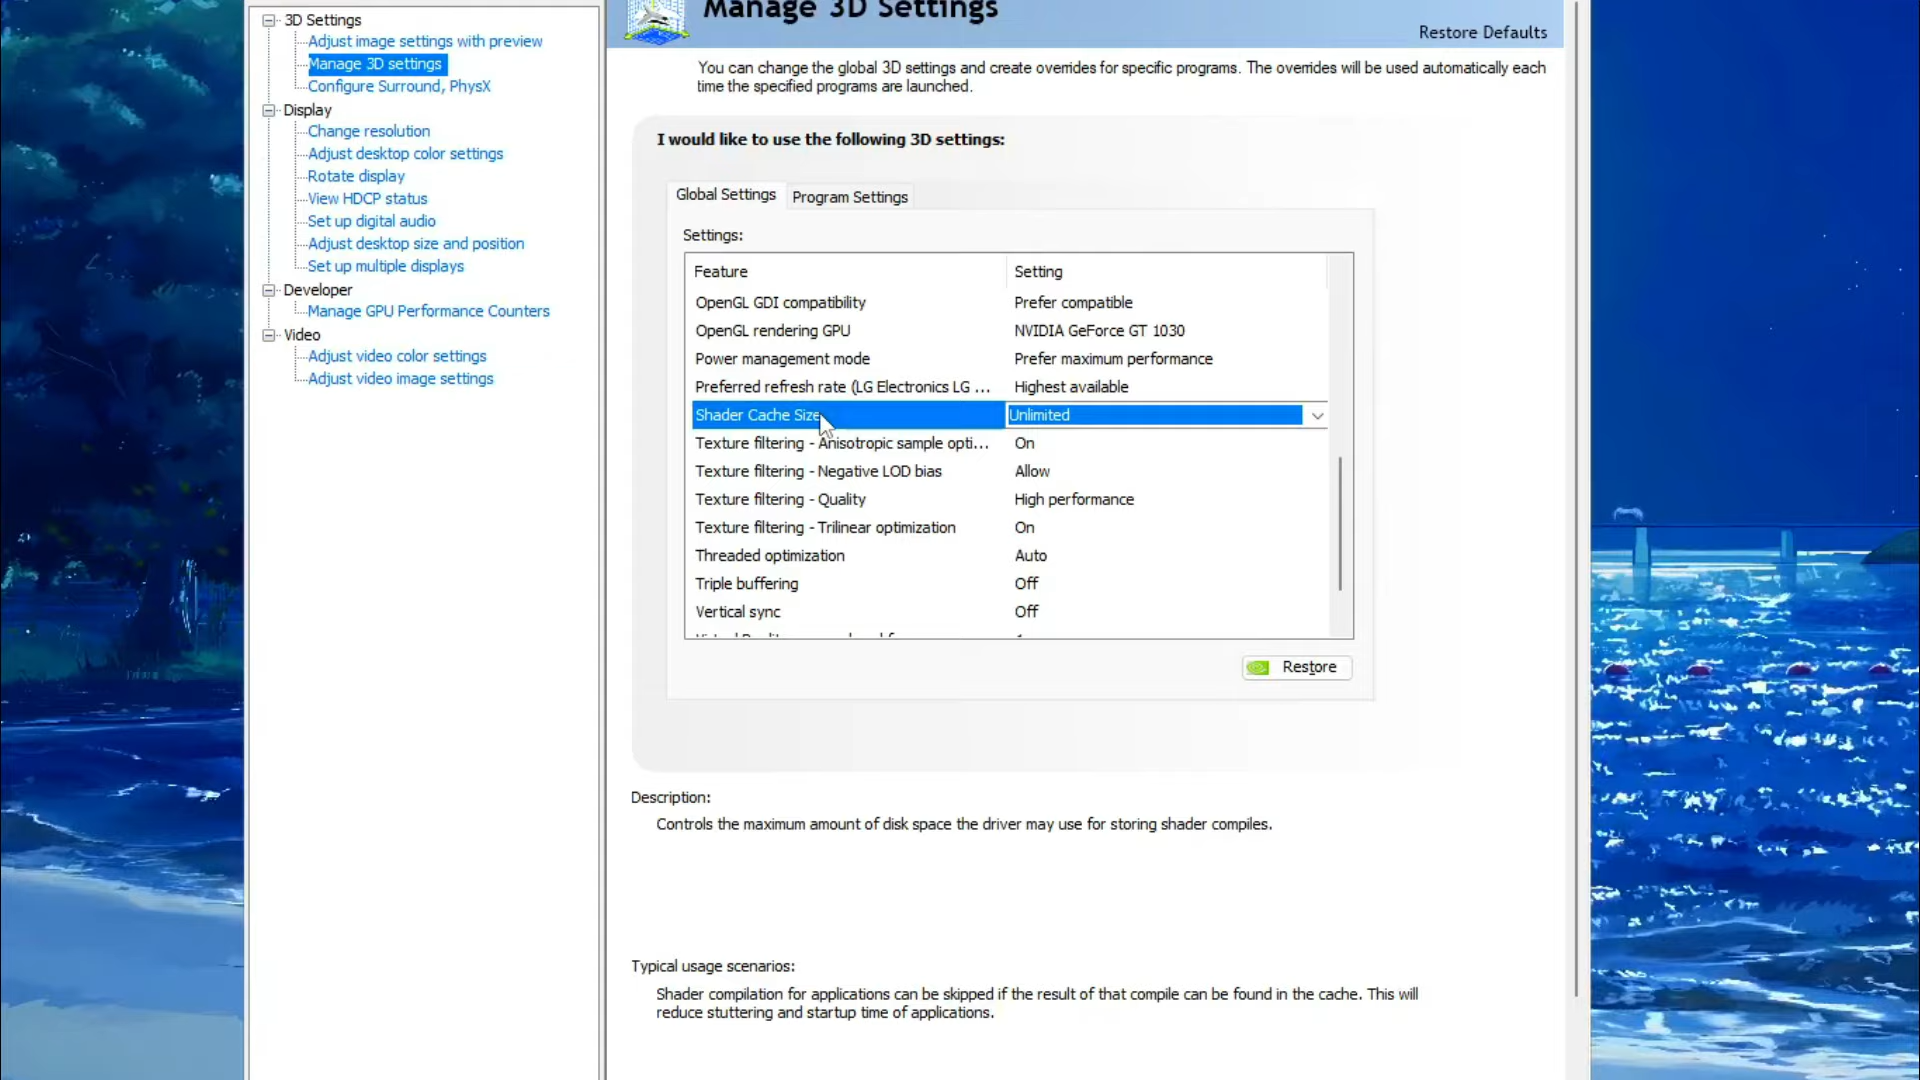 3D Settings
Adjust image settings with preview
Manage 3D settings
Configure Surround, PhysX
Display
Change resolution
Adjust desktop color settings
Rotate display
View HDCP status
Set up digital audio
Adjust desktop size and position
Set up multiple displays
Developer
Manage GPU Performance Counters
Video
Adjust video color settings
Adjust video image settings
Manage 3D Settings
Restore Defaults
You can change the global 3D settings and create overrides for specific programs. The overrides will be used automatically each
time the specified programs are launched.
I would like to use the following 3D settings:
Global Settings Program Settings
Settings:
Feature Setting
OpenGL GDI compatibility Prefer compatible
OpenGL rendering GPU NVIDIA GeForce GT 1030
Power management mode Prefer maximum performance
Preferred refresh rate (LG Electronics LG ... Highest available
Shader Cache Size Unlimited
Texture filtering - Anisotropic sample opti... On
Texture filtering - Negative LOD bias Allow
Texture filtering - Quality High performance
Texture filtering - Trilinear optimization On
Threaded optimization Auto
Triple buffering Off
Vertical sync Off
Restore
Description:
Controls the maximum amount of disk space the driver may use for storing shader compiles.
Typical usage scenarios:
Shader compilation for applications can be skipped if the result of that compile can be found in the cache. This will
reduce stuttering and startup time of applications.